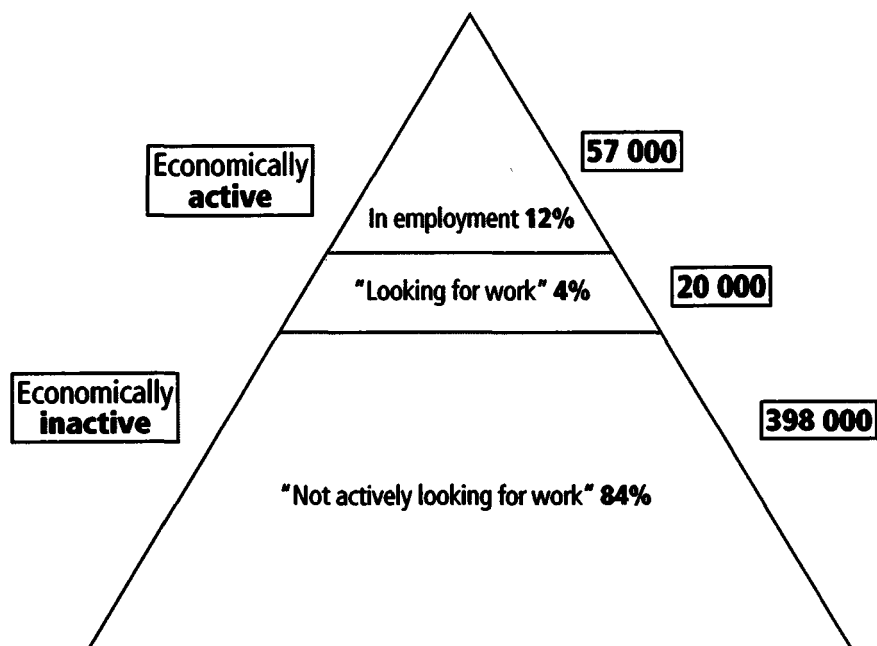 Economically
active
57 000
In employment 12%
"Looking for work" 4%
20 000
Economically
inactive
398 000
"Not actively looking for work" 84%